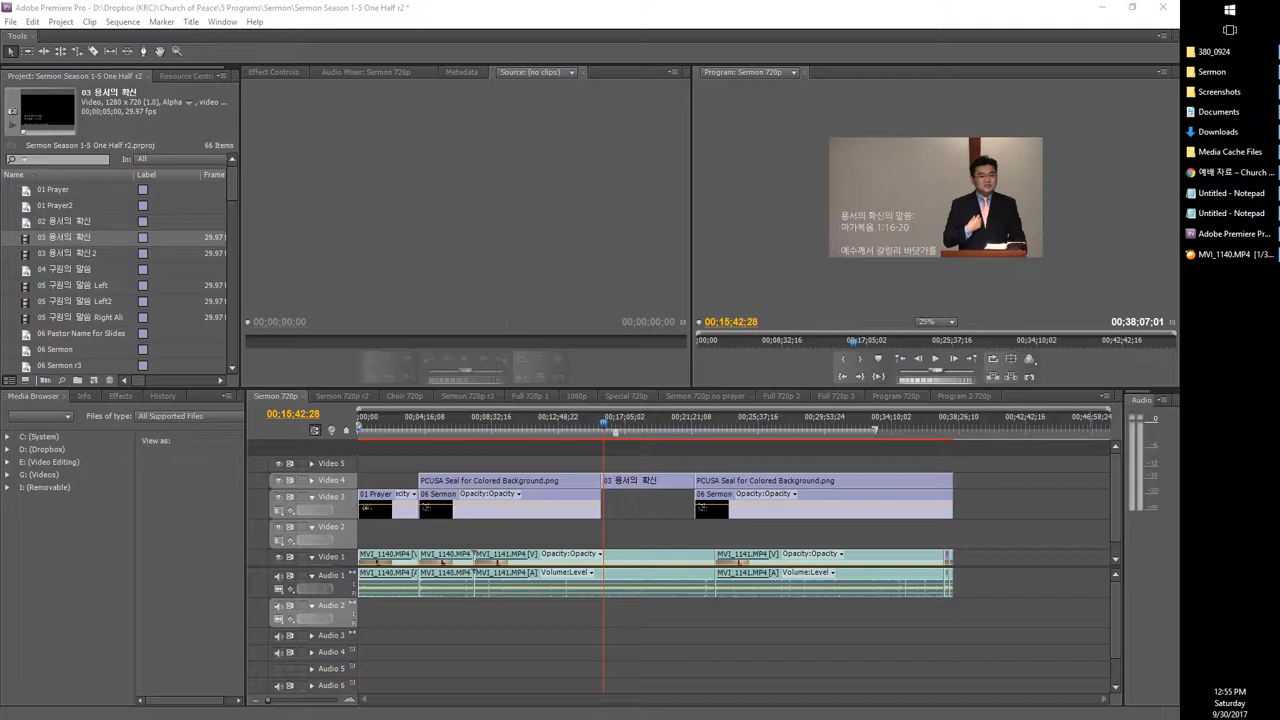 Adobe Premiere Pro - D:\Dropbox (KRC)\Church of Peace\5 Programs\Sermon\Sermon Season 1-5 One Half r2 *
File Edit Project Clip Sequence Marker Title Window Help
Tools
Project: Sermon Season 1-5 One Half r2
Resource Centr
03 용서의 확신
Video, 1280 x 720 (1.0), Alpha
, video ...
00;00;05;00, 29.97 fps
Sermon Season 1-5 One Half r2.prproj
66 Items
In: All
Name Label Frame
01 Prayer
01 Prayer2
02 용서의 확신
03 용서의 확신 29.97
03 용서의 확신2 29.97
04 구원의 말씀
05 구원의 말씀 Left 29.97
05 구원의 말씀 Left2 29.97
05 구원의 말씀 Right Ali 29.97
06 Pastor Name for Slides
06 Sermon
06 Sermon r3 29.97
Effect Controls Audio Mixer: Sermon 720p Metadata Source: (no clips)
00;00;00;00 00;00;00;00
Program: Sermon 720p
용서의 확신의 말씀:
마가복음 1:16-20
예수께서 갈릴리 바닷가를
00;15;42;28 25% 00;38;07;01
;00;00 00;08;32;16 00;17;05;02 00;25;37;16 00;34;10;02 00;42;42;16
Media Browser Info Effects History
Files of type: All Supported Files
View as:
C: (System)
D: (Dropbox)
E: (Video Editing)
G: (Videos)
I: (Removable)
Sermon 720p Sermon 720p r2 Choir 720p Sermon 720p r3 Full 720p 1 1080p Special 720p Sermon 720p no prayer Full 720p 2 Full 720p 3 Program 720p Program 2 720p
00;15;42;28
;00;00 00;04;16;08 00;08;32;16 00;12;48;22 00;17;05;02 00;21;21;08 00;25;37;16 00;29;53;24 00;34;10;02 00;38;26;10 00;42;42;16 00;46;58;24
Video 5
Video 4
PCUSA Seal for Colored Background.png 03 용서의 확신 PCUSA Seal for Colored Background.png
Video 3
01 Prayer acity 06 Sermon Opacity:Opacity 06 Sermon Opacity:Opacity
Video 2
Video 1
MVI_1140.MP4 [V MVI_1140.MP4 MVI_1141.MP4 [V] Opacity:Opacity MVI_1141.MP4 [V] Opacity:Opacity
Audio 1
MVI_1140.MP4 [A MVI_1140.MP4 MVI_1141.MP4 [A] Volume:Level MVI_1141.MP4 [A] Volume:Level
Audio 2
Audio 3
Audio 4
Audio 5
Audio 6
Audio
0
-6
-12
-18
-30
380_0924
Sermon
Screenshots
Documents
Downloads
Media Cache Files
예배 자료 – Church ...
Untitled - Notepad
Untitled - Notepad
Adobe Premiere Pr...
MVI_1140.MP4 [1/3...
12:55 PM
Saturday
9/30/2017